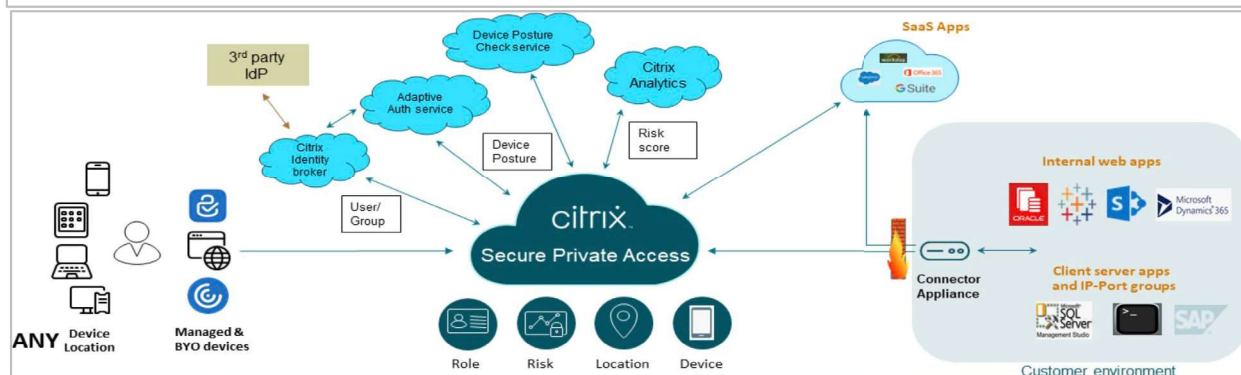 SaaS Apps
workday
salesforce
Office 365
G Suite
Device Posture
Check service
3rd party
IdP
Adaptive
Auth service
Citrix
Analytics
Citrix
Identity
broker
Device
Posture
Risk
score
User/
Group
citrix™
Secure Private Access
Internal web apps
ORACLE
S
Microsoft
Dynamics 365
Connector
Appliance
Client server apps
and IP-Port groups
Microsoft
SQL
Server
Management Studio
>_
SAP
ANY Device
Location
Managed &
BYO devices
Role
Risk
Location
Device
Customer environment